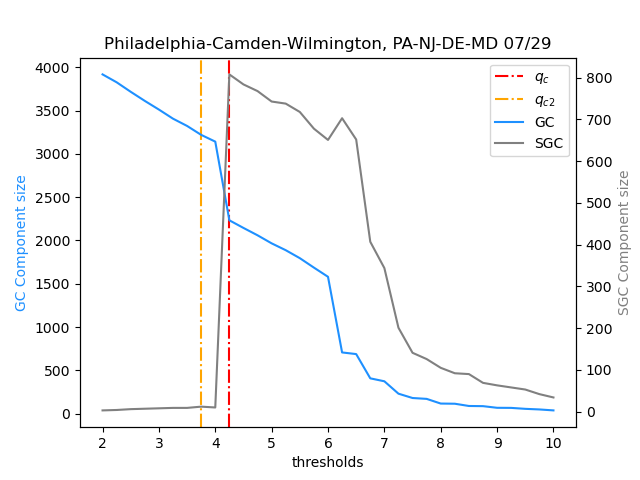 Philadelphia-Camden-Wilmington, PA-NJ-DE-MD 07/29
4000
3500
3000
2500
2000
1500
1000
500
0
GC Component size
800
700
600
500
400
300
200
100
0
SGC Component size
q_c
q_c2
GC
SGC
2 3 4 5 6 7 8 9 10
thresholds